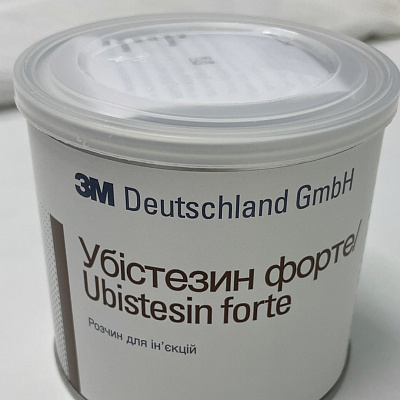 3M Deutschland GmbH
Убістезин форте/
Ubistesin forte
Розчин для ін'єкцій